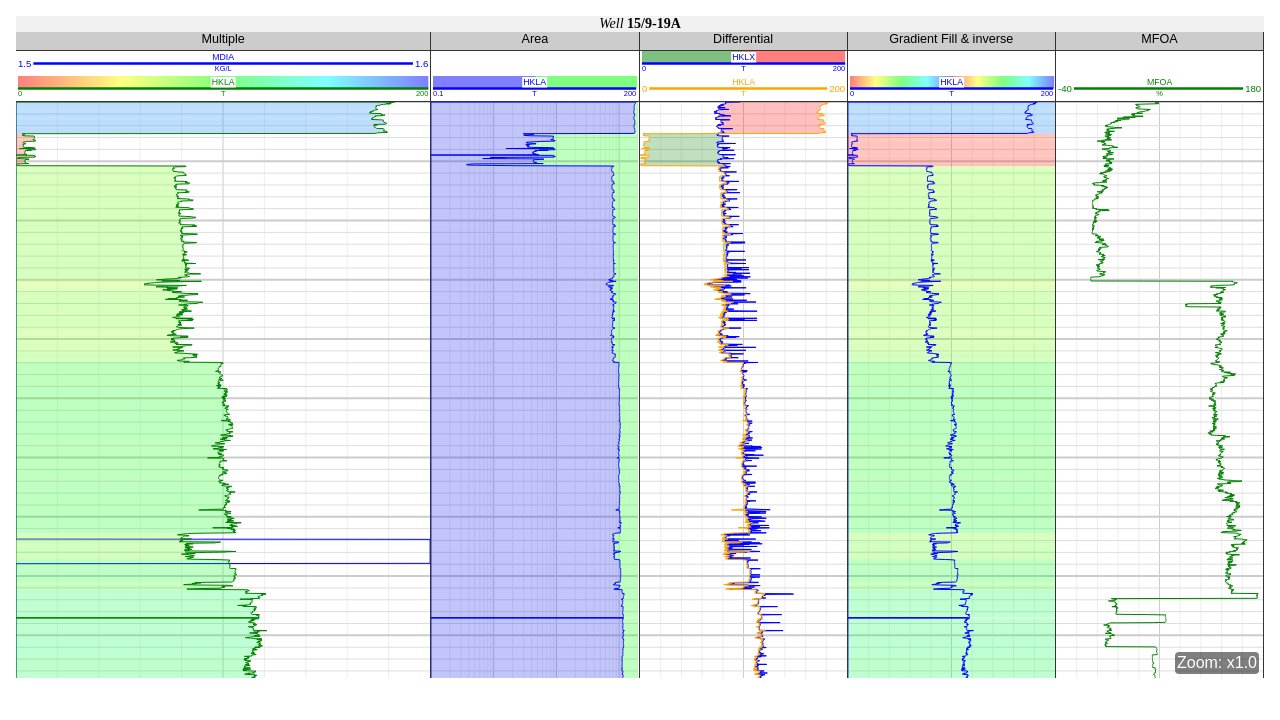 Well 15/9-19A
Multiple Area Differential Gradient Fill & inverse MFOA
1.5 MDIA 1.6
KG/L
HKLA
0 T 200
HKLA
0.1 T 200
HKLX
0 T 200
HKLA
0 T 200
HKLA
0 T 200
MFOA
-40 % 180
Zoom: x1.0